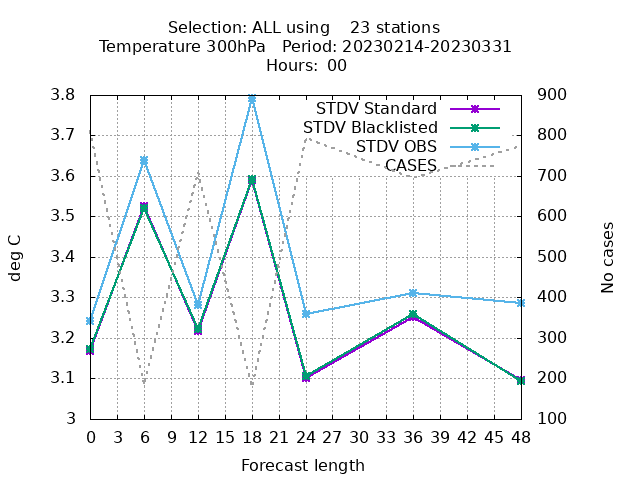 Selection: ALL using    23 stations
Temperature 300hPa   Period: 20230214-20230331
Hours: 00
STDV Standard
STDV Blacklisted
STDV OBS
CASES
3.8
3.7
3.6
3.5
3.4
3.3
3.2
3.1
3
deg C
900
800
700
600
500
400
300
200
100
No cases
0 3 6 9 12 15 18 21 24 27 30 33 36 39 42 45 48
Forecast length